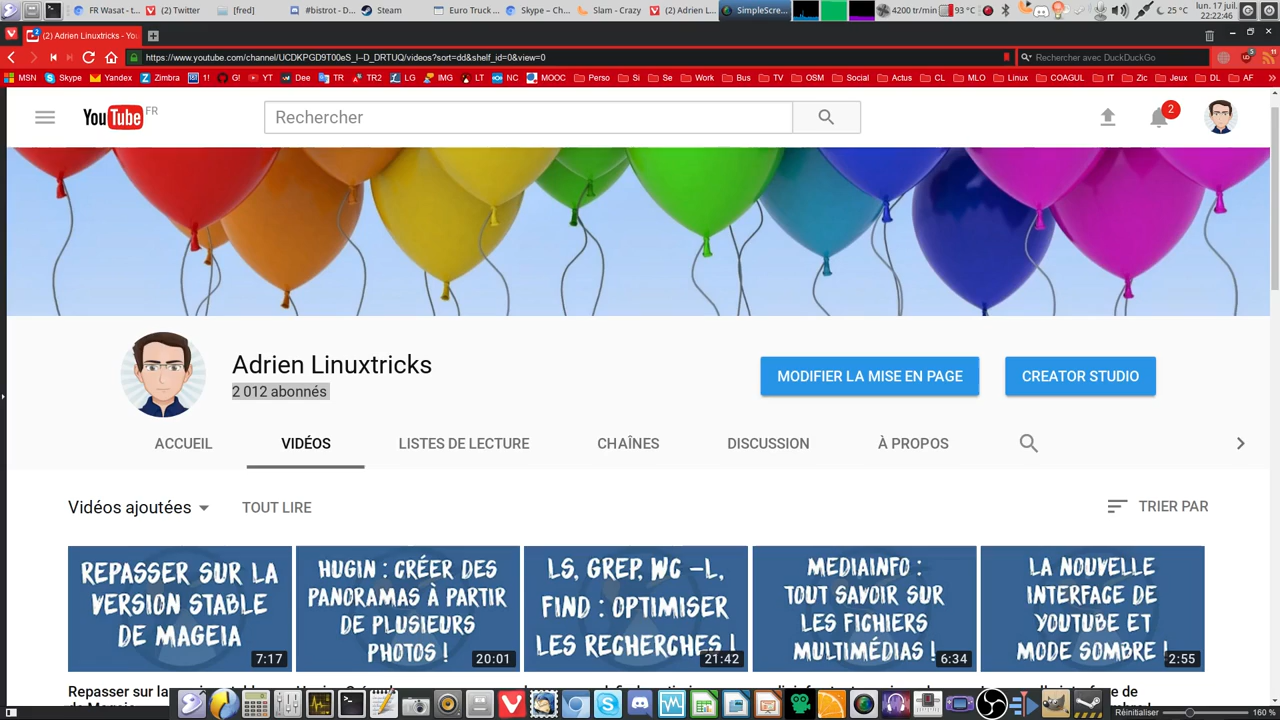 FR Wasat - t...
(2) Twitter
[fred]
#bistrot - Di...
Steam
Euro Truck ...
Skype – Ch...
Slam - Crazy
(2) Adrien L...
SimpleScre...
4200 tr/min
93 °C
25 °C
lun. 17 juil.
22:22:46
(2) Adrien Linuxtricks - You
https://www.youtube.com/channel/UCDKPGD9T00eS_l--D_DRTUQ/videos?sort=dd&shelf_id=0&view=0
Rechercher avec DuckDuckGo
5
11
MSN Skype Yandex Zimbra 1! G! YT Dee TR TR2 LG IMG LT NC MOOC Perso Si Se Work Bus TV OSM Social Actus CL MLO Linux COAGUL IT Zic Jeux DL AF
YouTube FR
Rechercher
2
Adrien Linuxtricks
2 012 abonnés
MODIFIER LA MISE EN PAGE
CREATOR STUDIO
ACCUEIL VIDÉOS LISTES DE LECTURE CHAÎNES DISCUSSION À PROPOS
Vidéos ajoutées TOUT LIRE
TRIER PAR
REPASSER SUR LA
VERSION STABLE
DE MAGEIA
7:17
HUGIN : CRÉER DES
PANORAMAS À PARTIR
DE PLUSIEURS
PHOTOS !
20:01
LS, GREP, WC –L,
FIND : OPTIMISER
LES RECHERCHES !
21:42
MEDIAINFO :
TOUT SAVOIR SUR
LES FICHIERS
MULTIMÉDIAS !
6:34
LA NOUVELLE
INTERFACE DE
YOUTUBE ET
MODE SOMBRE !
2:55
Repasser sur la
Réinitialiser
160 %